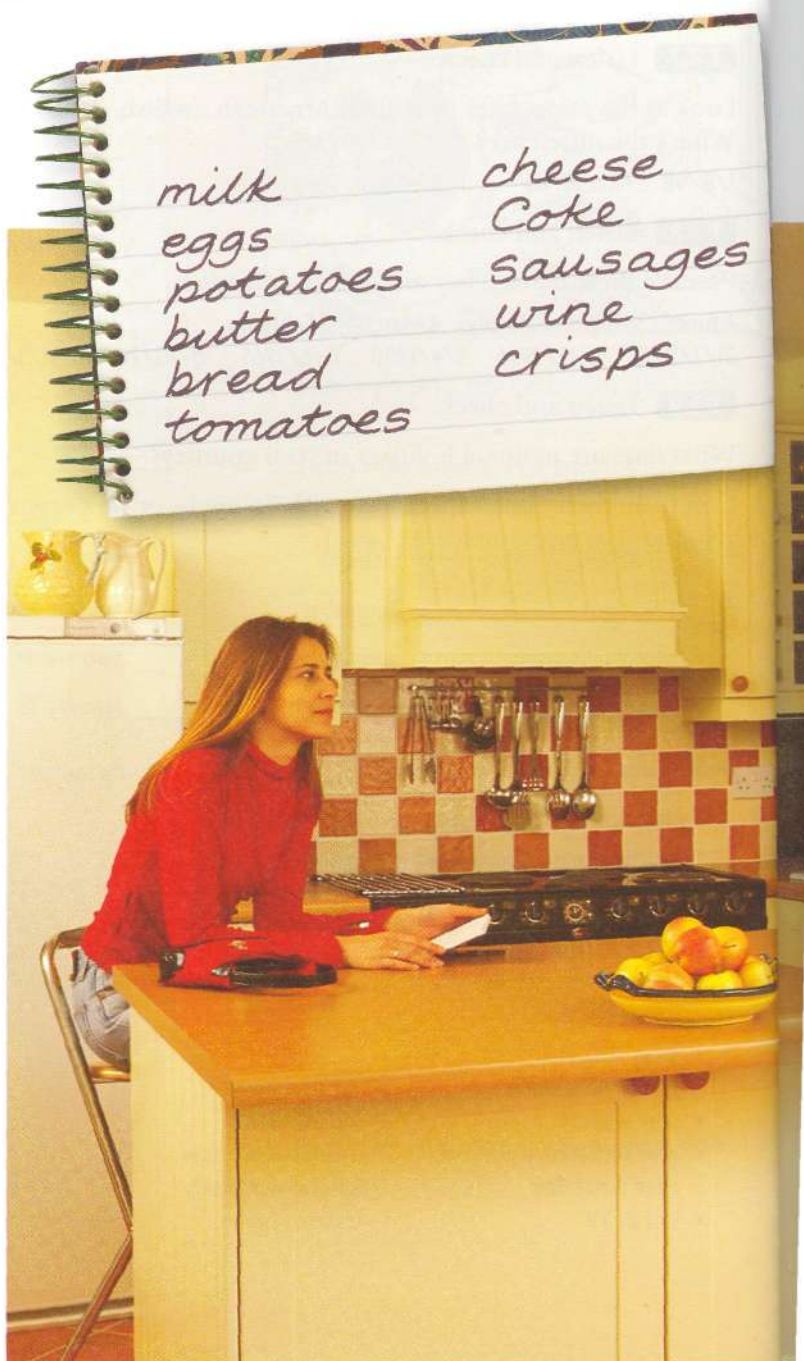 milk
eggs
potatoes
butter
bread
tomatoes
cheese
Coke
sausages
wine
crisps